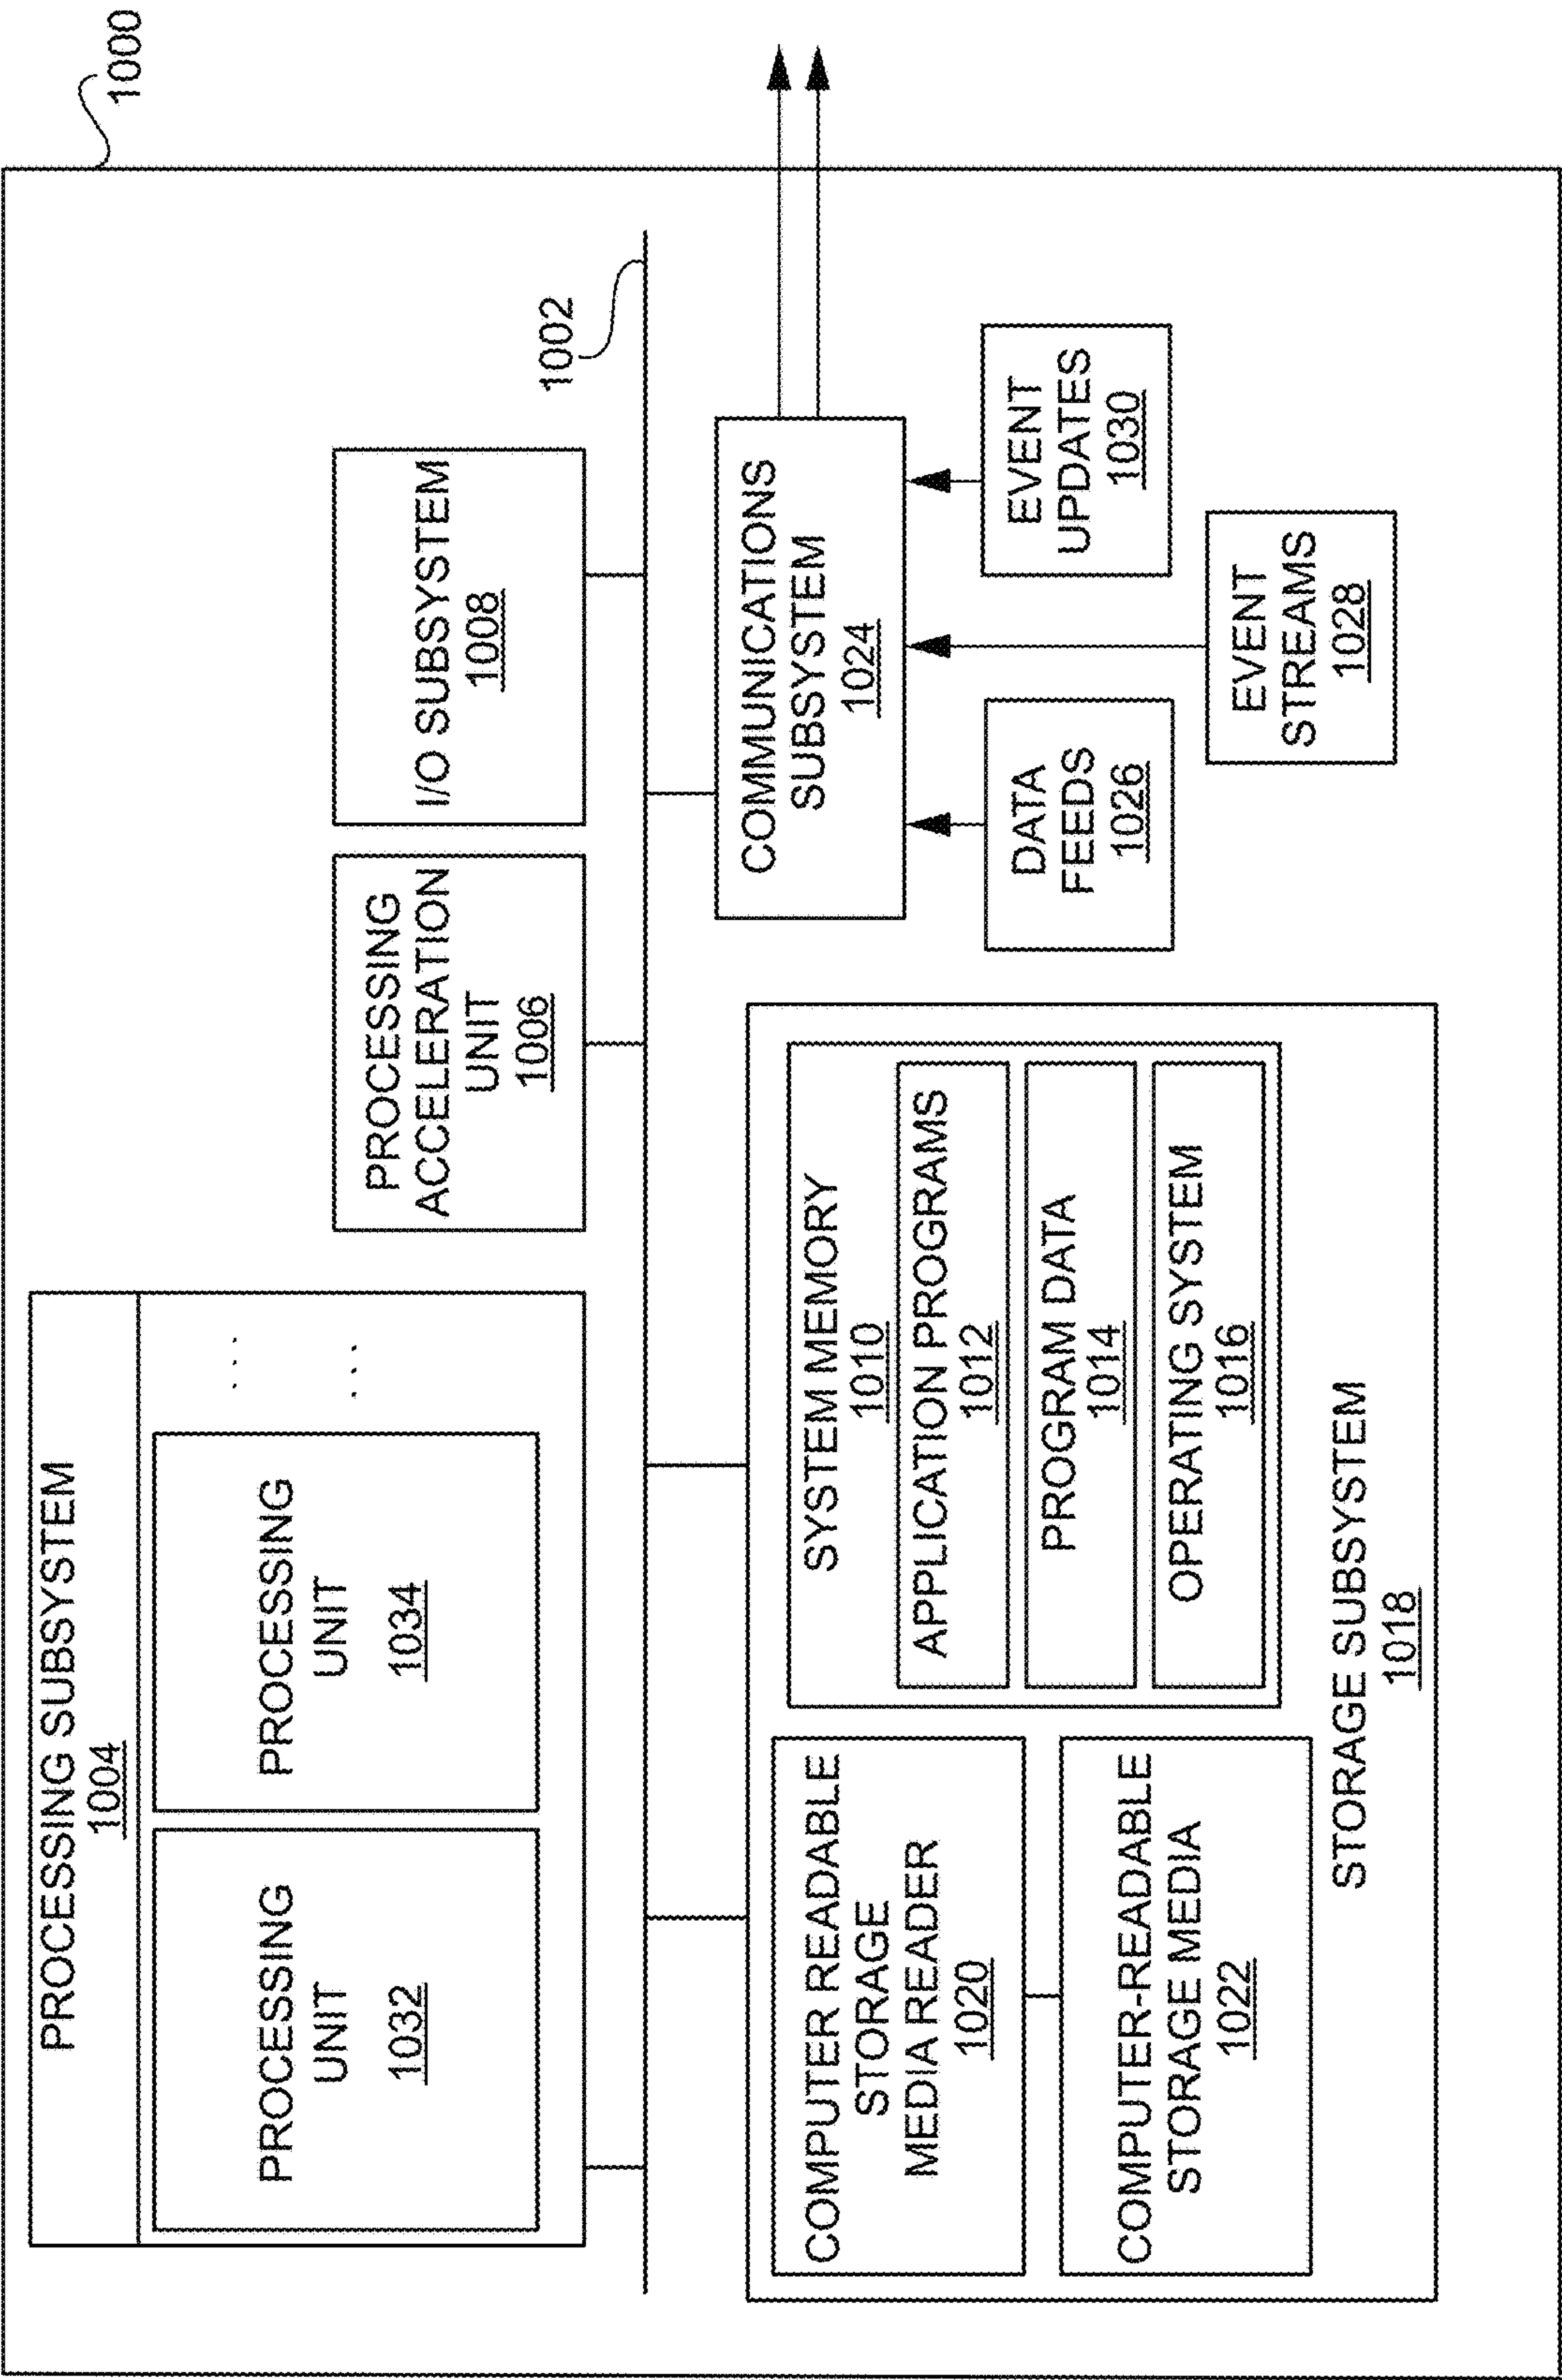 1000
PROCESSING SUBSYSTEM
1004
PROCESSING
UNIT
1032
PROCESSING
UNIT
1034
. . .
. . .
PROCESSING
ACCELERATION
UNIT
1006
I/O SUBSYSTEM
1008
1002
COMPUTER READABLE
STORAGE
MEDIA READER
1020
COMPUTER-READABLE
STORAGE MEDIA
1022
SYSTEM MEMORY
1010
APPLICATION PROGRAMS
1012
PROGRAM DATA
1014
OPERATING SYSTEM
1016
STORAGE SUBSYSTEM
1018
COMMUNICATIONS
SUBSYSTEM
1024
DATA
FEEDS
1026
EVENT
STREAMS
1028
EVENT
UPDATES
1030